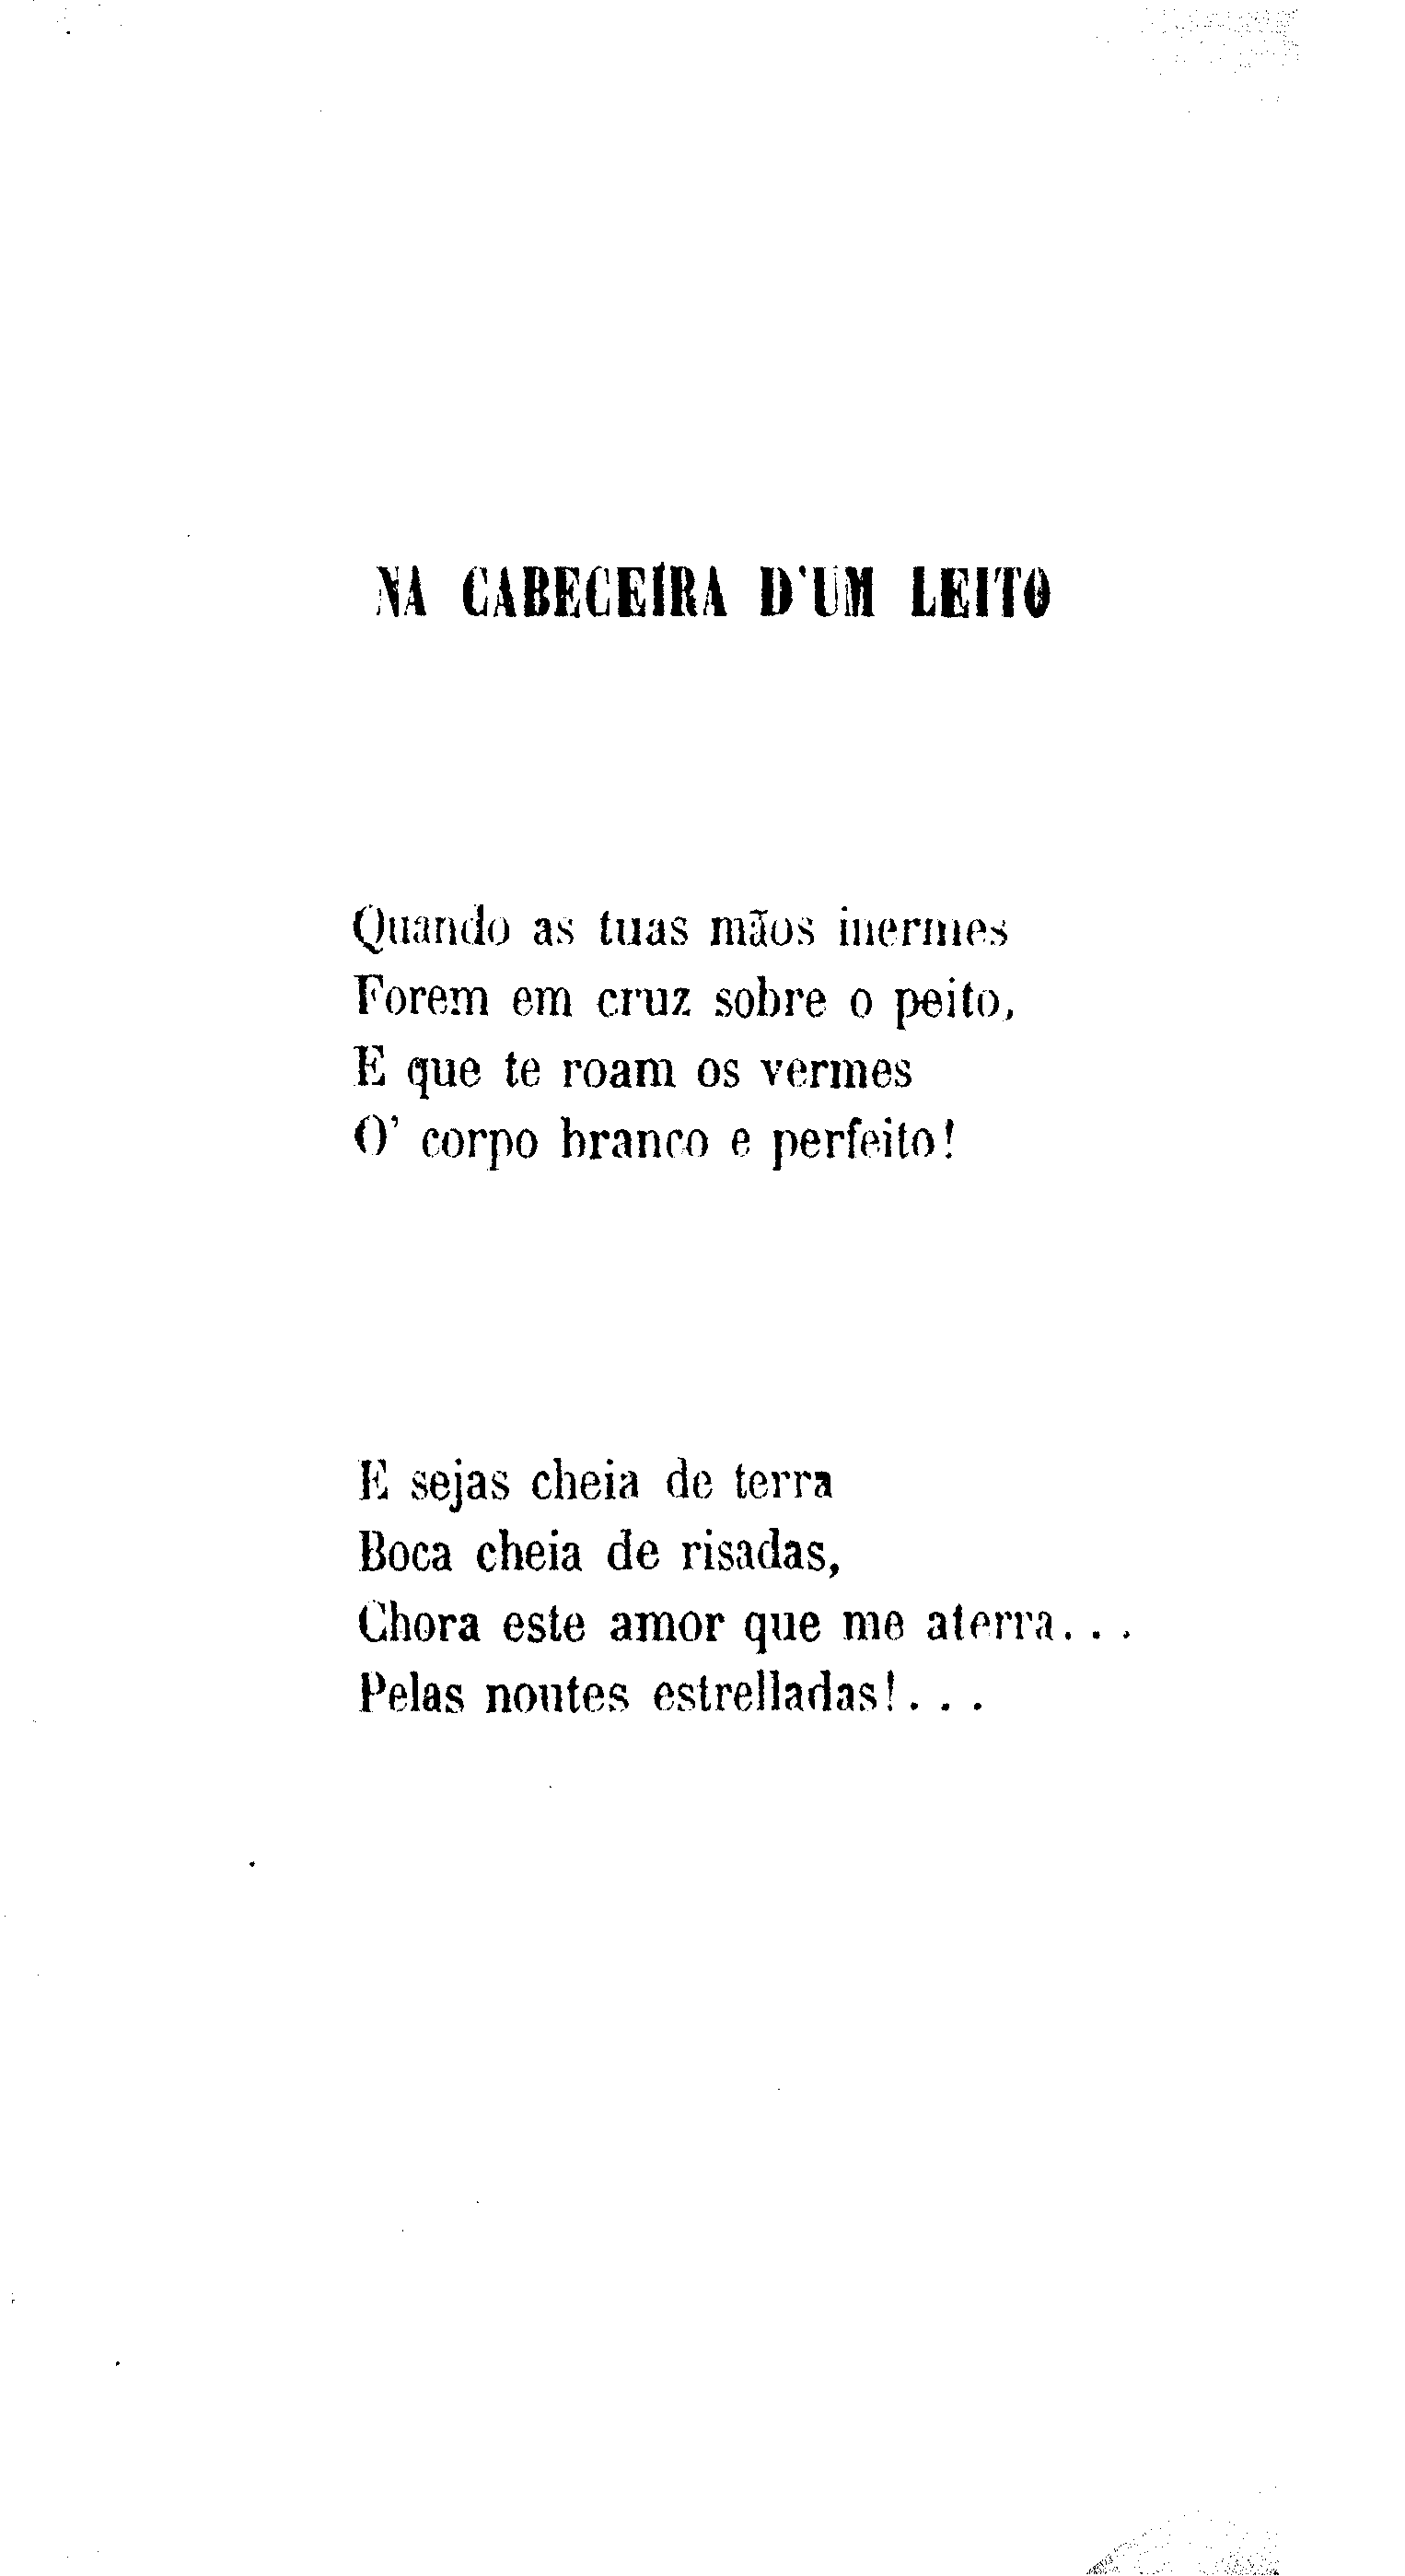 NA CABECEIRA D'UM LEITO
Quando as tuas mãos inermes
Forem em cruz sobre o peito,
E que te roam os vermes
O' corpo branco e perfeito!
E sejas cheia de terra
Boca cheia de risadas,
Chora este amor que me aterra...
Pelas noutes estrelladas!...